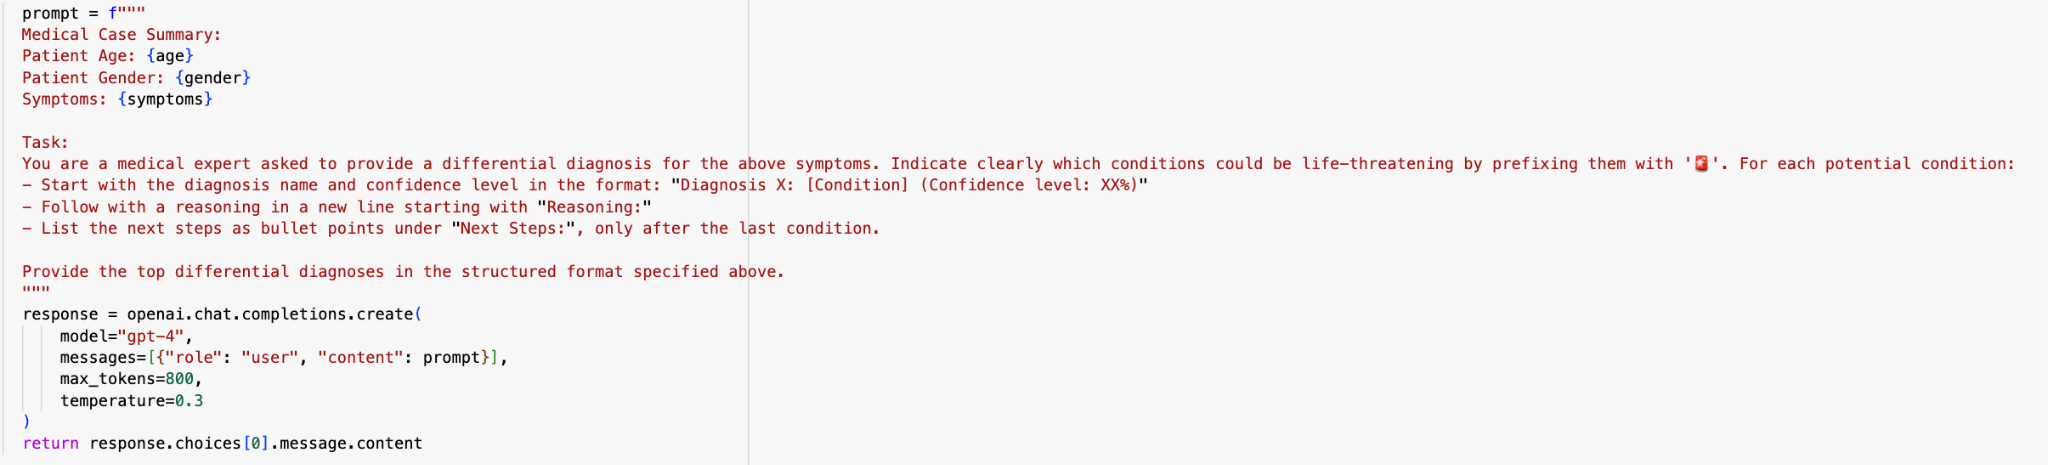 prompt = f"""
Medical Case Summary:
Patient Age: {age}
Patient Gender: {gender}
Symptoms: {symptoms}

Task:
You are a medical expert asked to provide a differential diagnosis for the above symptoms. Indicate clearly which conditions could be life-threatening by prefixing them with '🚨'. For each potential condition:
- Start with the diagnosis name and confidence level in the format: "Diagnosis X: [Condition] (Confidence level: XX%)"
- Follow with a reasoning in a new line starting with "Reasoning:"
- List the next steps as bullet points under "Next Steps:", only after the last condition.

Provide the top differential diagnoses in the structured format specified above.
"""
response = openai.chat.completions.create(
    model="gpt-4",
    messages=[{"role": "user", "content": prompt}],
    max_tokens=800,
    temperature=0.3
)
return response.choices[0].message.content